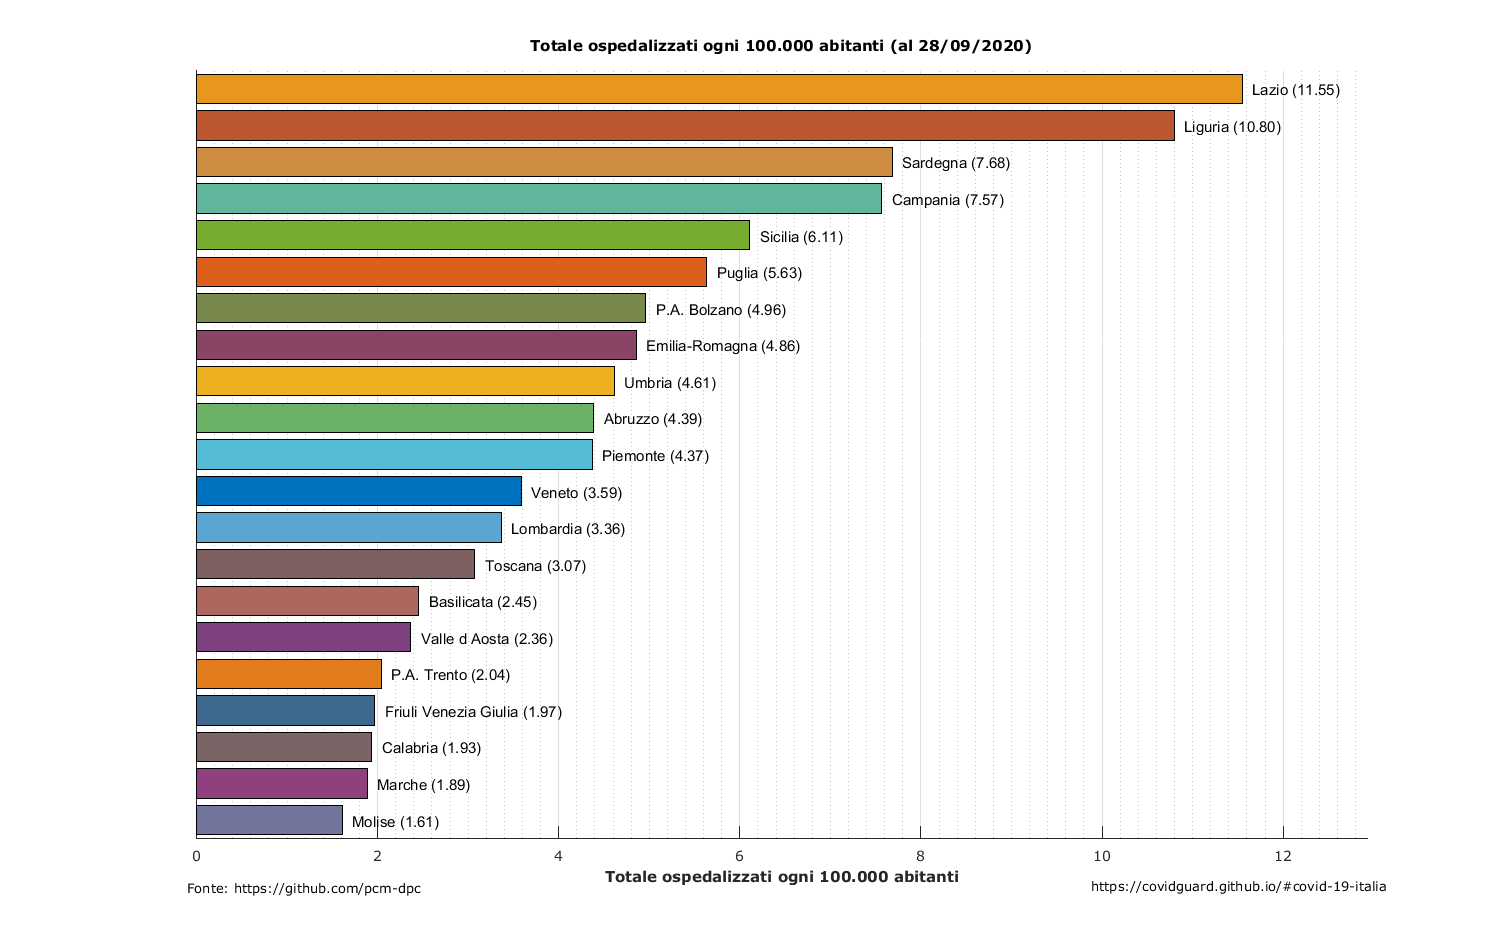 Totale ospedalizzati ogni 100.000 abitanti (al 28/09/2020)
Lazio (11.55)
Liguria (10.80)
Sardegna (7.68)
Campania (7.57)
Sicilia (6.11)
Puglia (5.63)
P.A. Bolzano (4.96)
Emilia-Romagna (4.86)
Umbria (4.61)
Abruzzo (4.39)
Piemonte (4.37)
Veneto (3.59)
Lombardia (3.36)
Toscana (3.07)
Basilicata (2.45)
Valle d Aosta (2.36)
P.A. Trento (2.04)
Friuli Venezia Giulia (1.97)
Calabria (1.93)
Marche (1.89)
Molise (1.61)
0 2 4 6 8 10 12
Totale ospedalizzati ogni 100.000 abitanti
Fonte: https://github.com/pcm-dpc
https://covidguard.github.io/#covid-19-italia